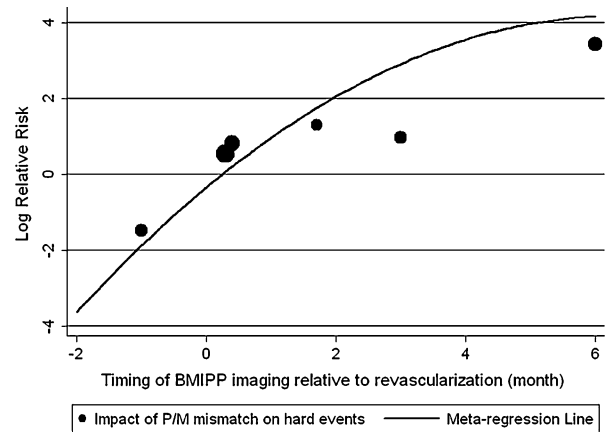 Log Relative Risk
4
2
0
-2
-4
-2
0
2
4
6
Timing of BMIPP imaging relative to revascularization (month)
Impact of P/M mismatch on hard events
Meta-regression Line